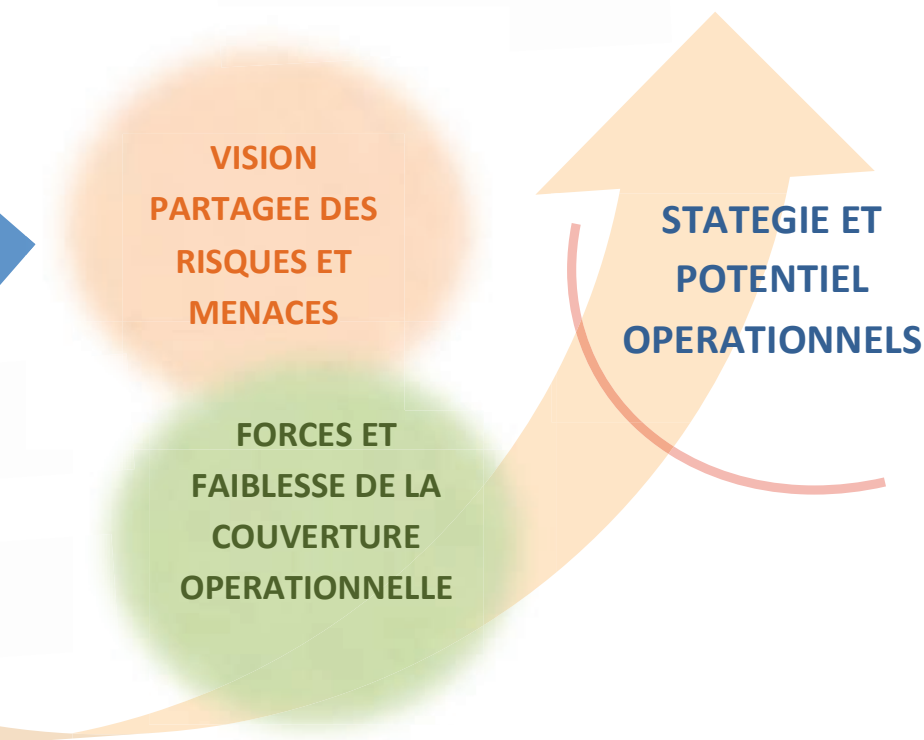 VISION
PARTAGEE DES
RISQUES ET
MENACES
FORCES ET
FAIBLESSE DE LA
COUVERTURE
OPERATIONNELLE
STATEGIE ET
POTENTIEL
OPERATIONNELS